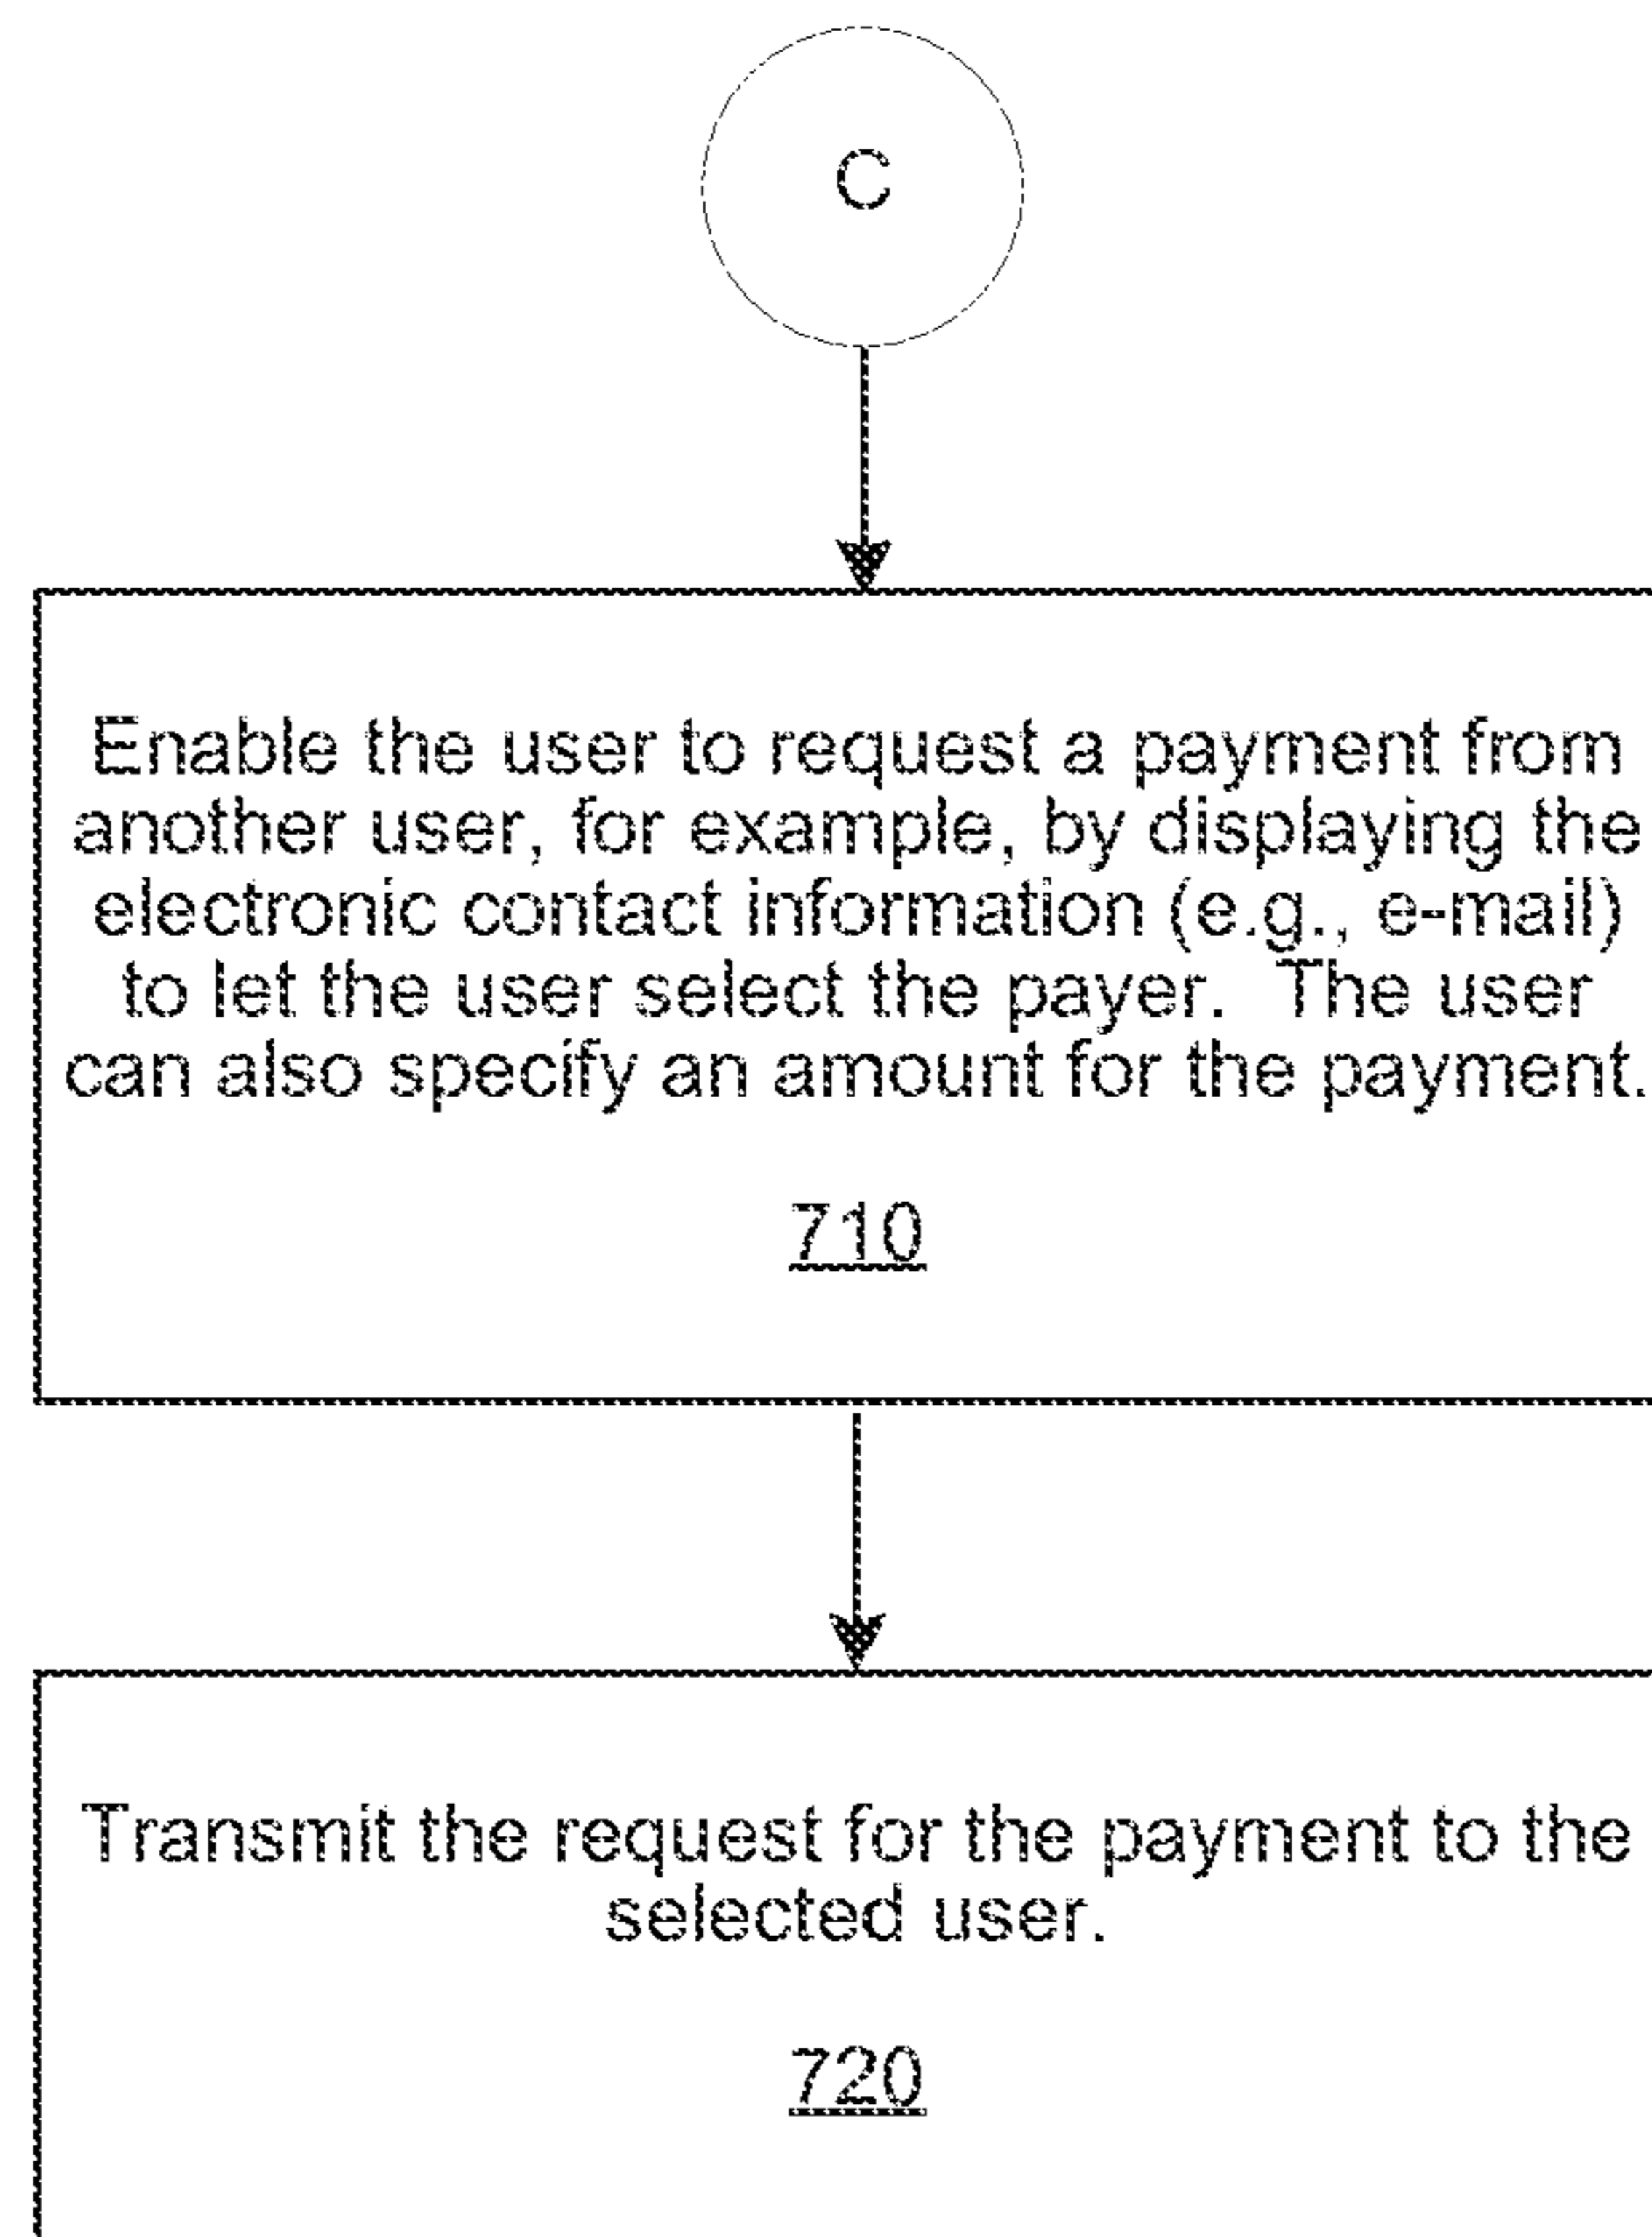 C
Enable the user to request a payment from
another user, for example, by displaying the
electronic contact information (e.g., e-mail)
to let the user select the payer.  The user
can also specify an amount for the payment.
710
Transmit the request for the payment to the
selected user.
720